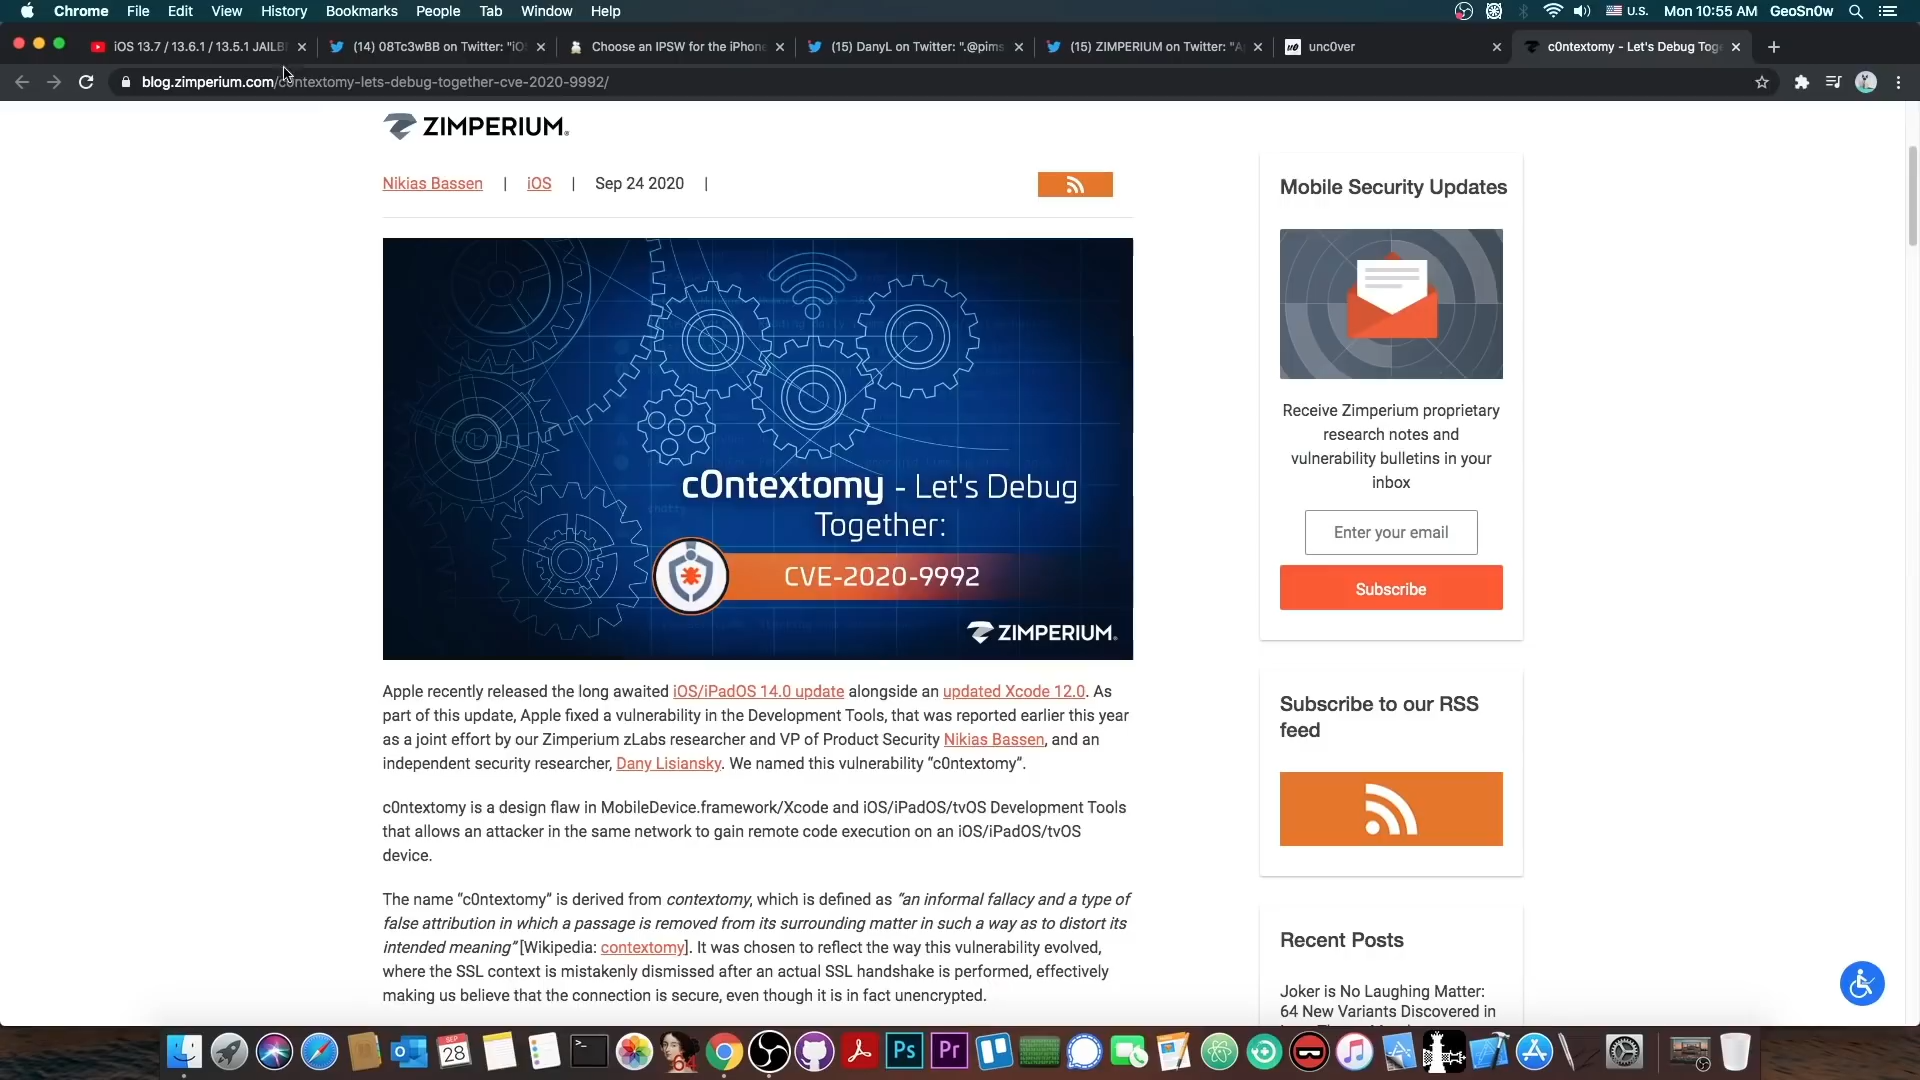 Chrome File Edit View History Bookmarks People Tab Window Help U.S. Mon 10:55 AM GeoSn0w
iOS 13.7 / 13.6.1 / 13.5.1 JAILB (14) 08Tc3wBB on Twitter: "iO Choose an IPSW for the iPhone (15) DanyL on Twitter: ".@pims (15) ZIMPERIUM on Twitter: "A unc0ver c0ntextomy - Let's Debug Tog
blog.zimperium.com/c0ntextomy-lets-debug-together-cve-2020-9992/
ZIMPERIUM.
Nikias Bassen | iOS | Sep 24 2020 |
c0ntextomy - Let's Debug
Together:
CVE-2020-9992
ZIMPERIUM.
Apple recently released the long awaited iOS/iPadOS 14.0 update alongside an updated Xcode 12.0. As
part of this update, Apple fixed a vulnerability in the Development Tools, that was reported earlier this year
as a joint effort by our Zimperium zLabs researcher and VP of Product Security Nikias Bassen, and an
independent security researcher, Dany Lisiansky. We named this vulnerability “c0ntextomy”.
c0ntextomy is a design flaw in MobileDevice.framework/Xcode and iOS/iPadOS/tvOS Development Tools
that allows an attacker in the same network to gain remote code execution on an iOS/iPadOS/tvOS
device.
The name “c0ntextomy” is derived from contextomy, which is defined as “an informal fallacy and a type of
false attribution in which a passage is removed from its surrounding matter in such a way as to distort its
intended meaning” [Wikipedia: contextomy]. It was chosen to reflect the way this vulnerability evolved,
where the SSL context is mistakenly dismissed after an actual SSL handshake is performed, effectively
making us believe that the connection is secure, even though it is in fact unencrypted.
Mobile Security Updates
Receive Zimperium proprietary
research notes and
vulnerability bulletins in your
inbox
Enter your email
Subscribe
Subscribe to our RSS
feed
Recent Posts
Joker is No Laughing Matter:
64 New Variants Discovered in
SEP
28
64
Ps
Pr